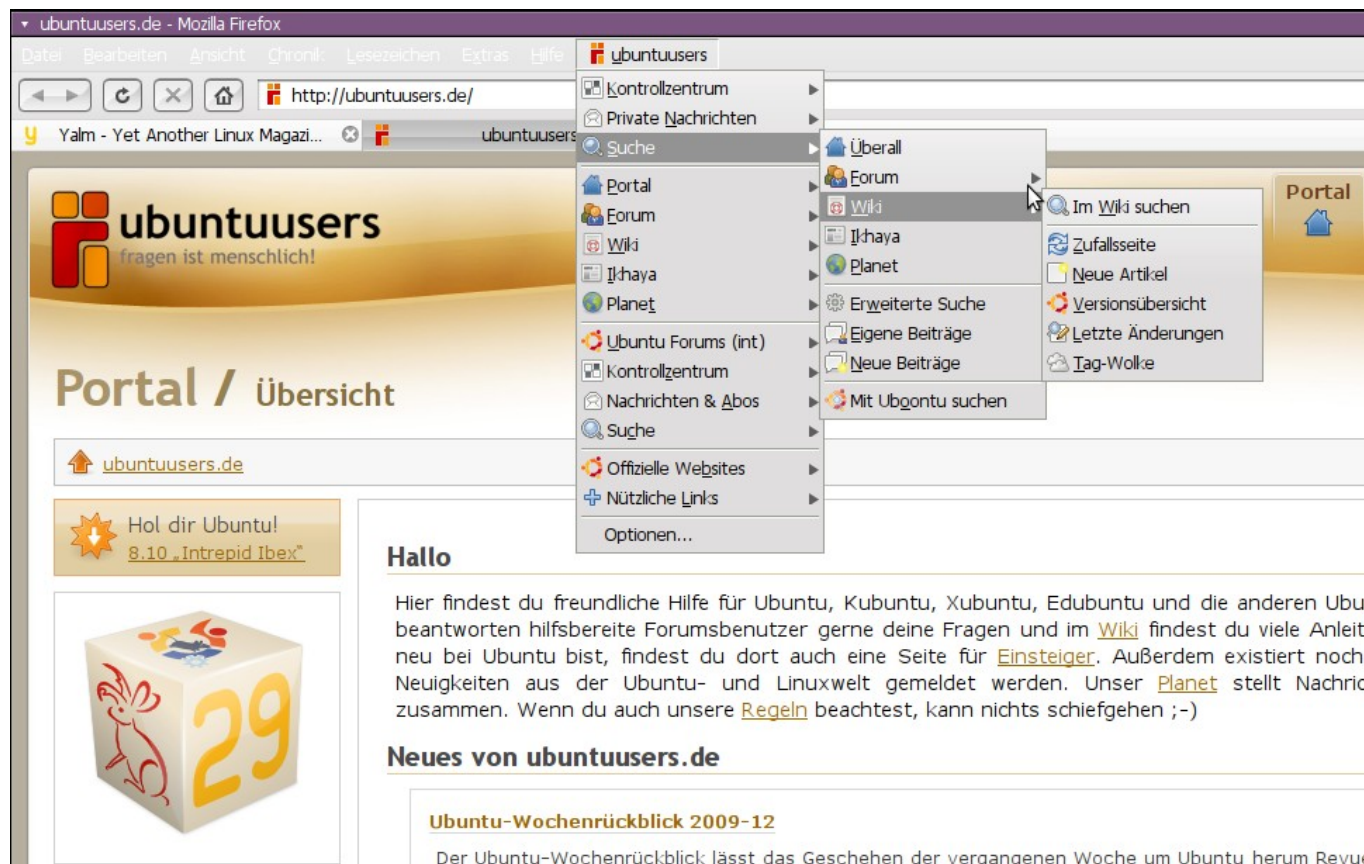 ubuntuusers.de - Mozilla Firefox
Datei Bearbeiten Ansicht Chronik Lesezeichen Extras Hilfe ubuntuusers
http://ubuntuusers.de/
Yalm - Yet Another Linux Magazi... ubuntuusers
Kontrollzentrum
Private Nachrichten
Suche
Portal
Forum
Wiki
Ikhaya
Planet
Ubuntu Forums (int)
Kontrollzentrum
Nachrichten & Abos
Suche
Offizielle Websites
Nützliche Links
Optionen...
Überall
Forum
Wiki
Ikhaya
Planet
Erweiterte Suche
Eigene Beiträge
Neue Beiträge
Mit Uboontu suchen
Im Wiki suchen
Zufallsseite
Neue Artikel
Versionsübersicht
Letzte Änderungen
Tag-Wolke
Portal
ubuntuusers
fragen ist menschlich!
Portal / Übersicht
ubuntuusers.de
Hol dir Ubuntu!
8.10 „Intrepid Ibex"
29
Hallo
Hier findest du freundliche Hilfe für Ubuntu, Kubuntu, Xubuntu, Edubuntu und die anderen Ubu
beantworten hilfsbereite Forumsbenutzer gerne deine Fragen und im Wiki findest du viele Anleit
neu bei Ubuntu bist, findest du dort auch eine Seite für Einsteiger. Außerdem existiert noch
Neuigkeiten aus der Ubuntu- und Linuxwelt gemeldet werden. Unser Planet stellt Nachric
zusammen. Wenn du auch unsere Regeln beachtest, kann nichts schiefgehen ;-)
Neues von ubuntuusers.de
Ubuntu-Wochenrückblick 2009-12
Der Ubuntu-Wochenrückblick lässt das Geschehen der vergangenen Woche um Ubuntu herum Revue